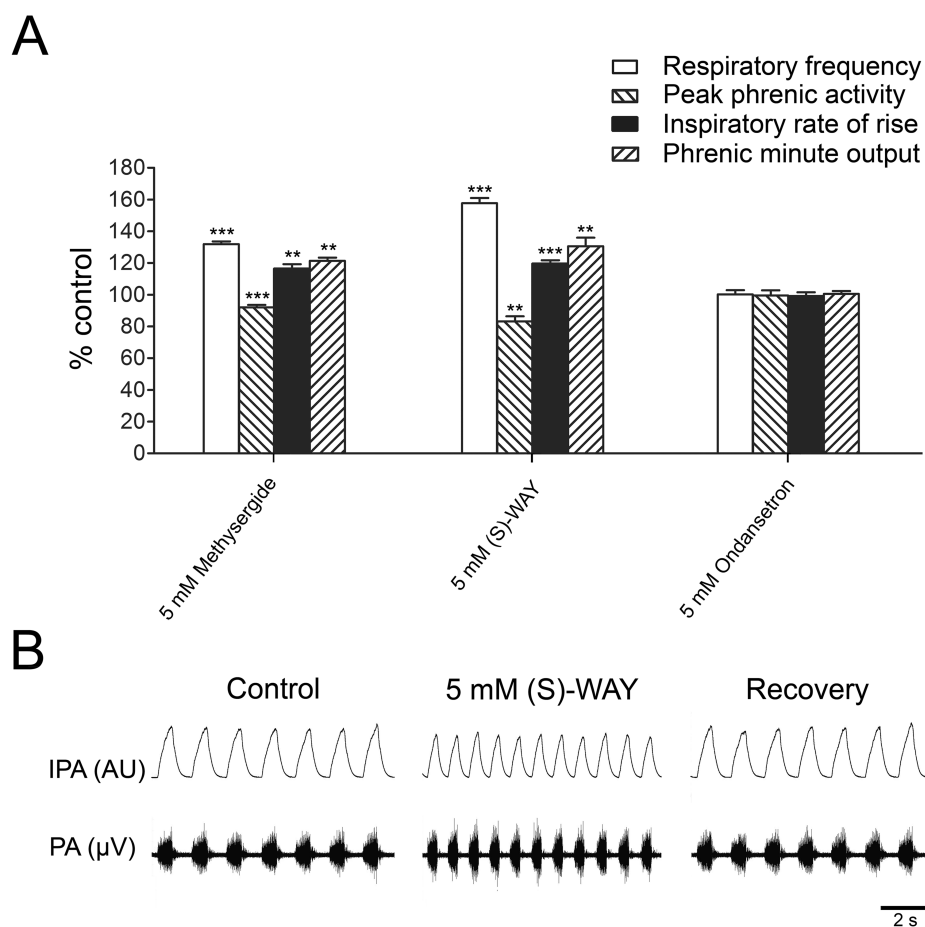 A
Respiratory frequency
Peak phrenic activity
Inspiratory rate of rise
Phrenic minute output
% control
180
160
140
120
100
80
60
40
20
0
*** *** ** **
*** ** *** **
5 mM Methysergide
5 mM (S)-WAY
5 mM Ondansetron
B
Control
5 mM (S)-WAY
Recovery
IPA (AU)
PA (µV)
2 s